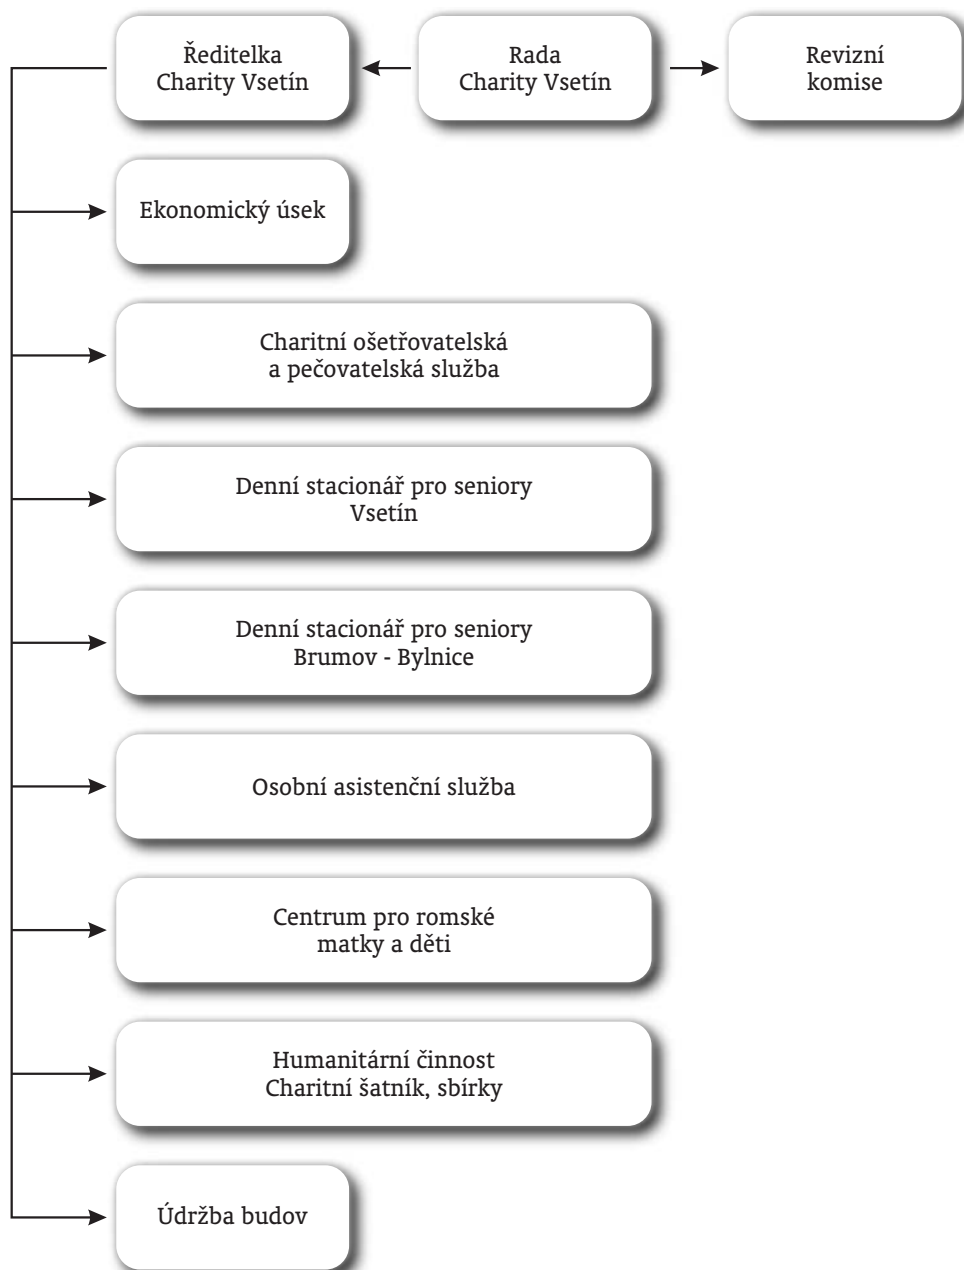 Ředitelka
Charity Vsetín
Rada
Charity Vsetín
Revizní
komise
Ekonomický úsek
Charitní ošetřovatelská
a pečovatelská služba
Denní stacionář pro seniory
Vsetín
Denní stacionář pro seniory
Brumov - Bylnice
Osobní asistenční služba
Centrum pro romské
matky a děti
Humanitární činnost
Charitní šatník, sbírky
Údržba budov